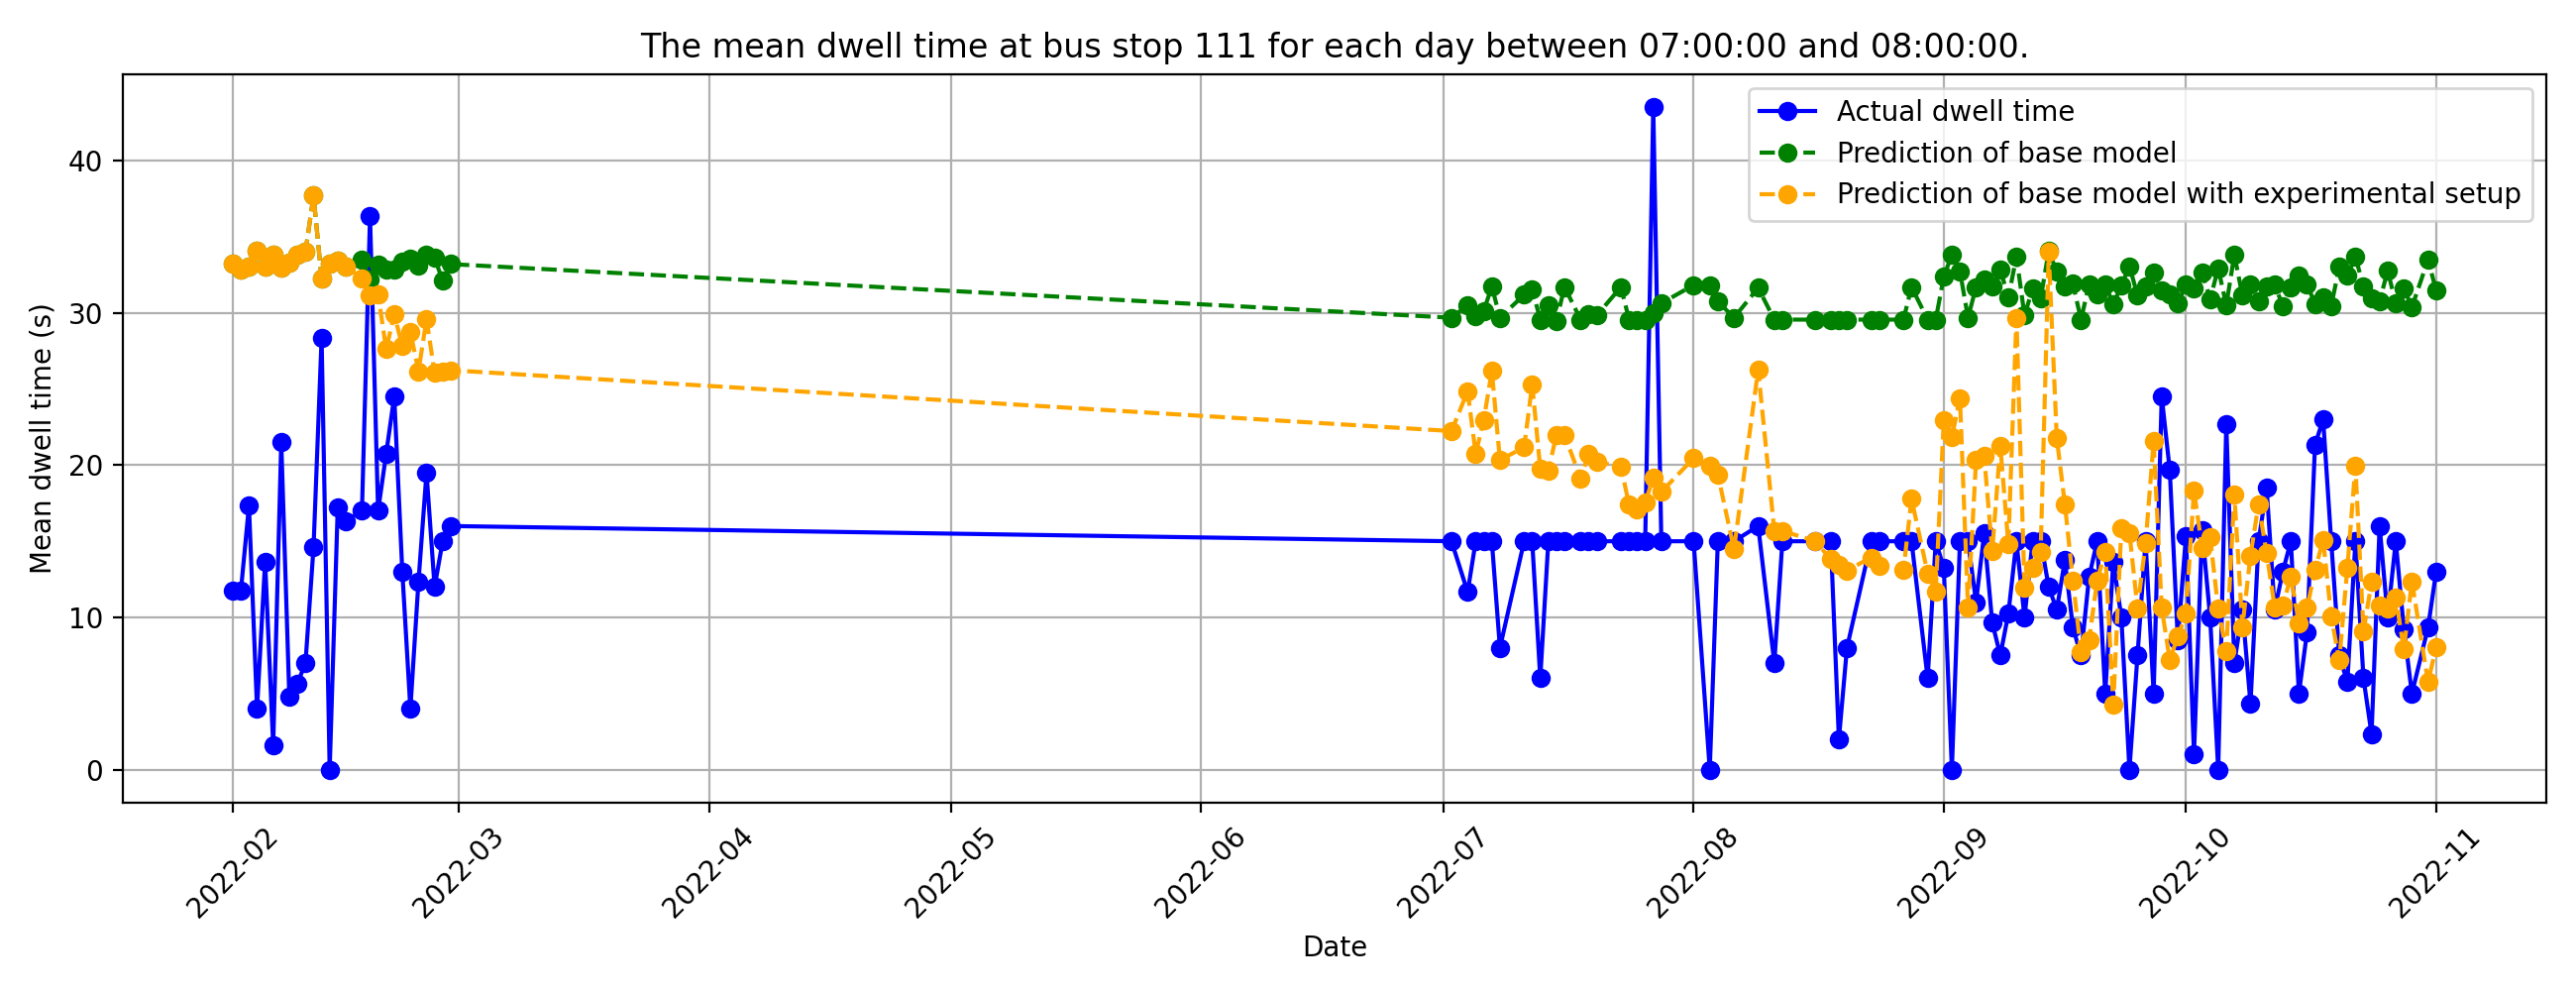 The mean dwell time at bus stop 111 for each day between 07:00:00 and 08:00:00.
Actual dwell time
Prediction of base model
Prediction of base model with experimental setup
Mean dwell time (s)
40
30
20
10
0
2022-02
2022-03
2022-04
2022-05
2022-06
2022-07
2022-08
2022-09
2022-10
2022-11
Date